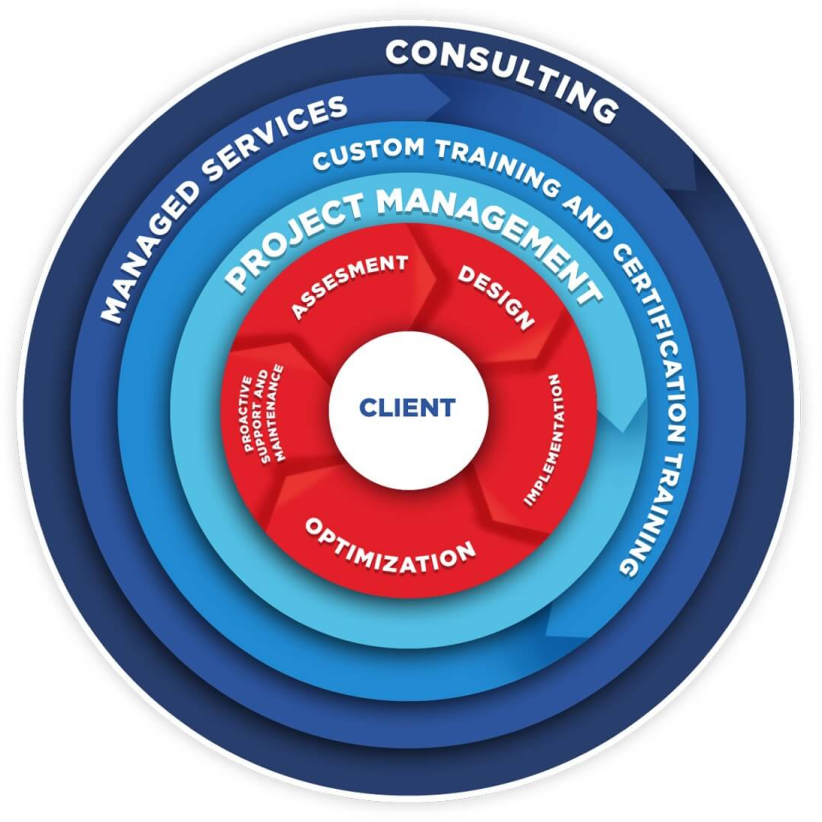 CONSULTING
MANAGED SERVICES
CUSTOM TRAINING AND CERTIFICATION TRAINING
PROJECT MANAGEMENT
ASSESMENT
DESIGN
IMPLEMENTATION
OPTIMIZATION
PROACTIVE
SUPPORT AND
MAINTENANCE
CLIENT